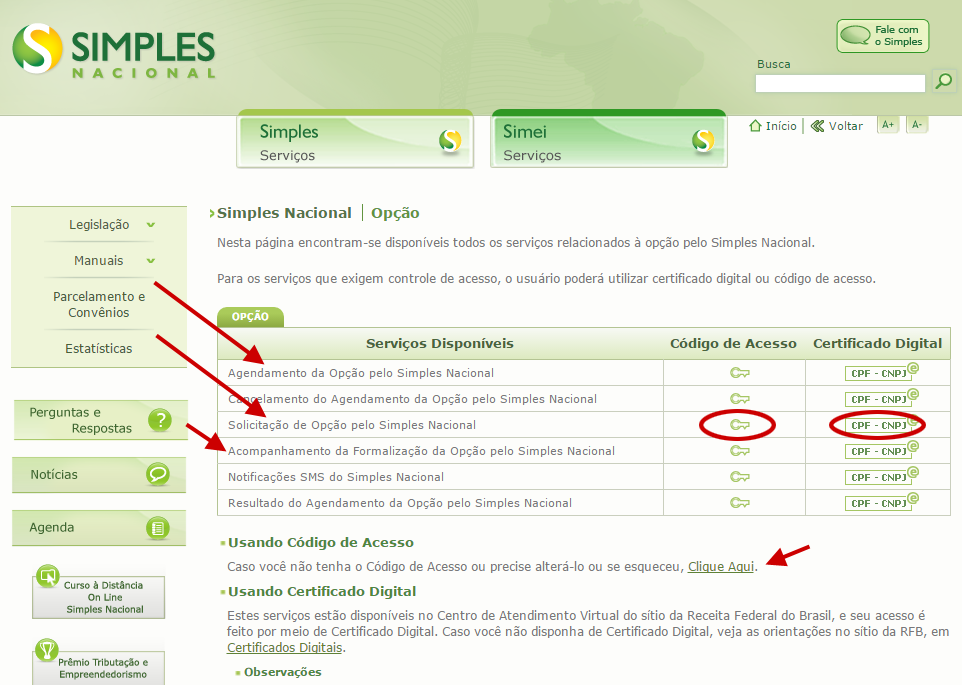 SIMPLES
NACIONAL
Fale com
o Simples
Busca
Simples
Serviços
Simei
Serviços
Início
Voltar
A+
A-
Legislação
Manuais
Parcelamento e
Convênios
Estatísticas
Perguntas e
Respostas
?
Notícias
Agenda
Curso à Distância
On Line
Simples Nacional
Prêmio Tributação e
Empreendedorismo
Simples Nacional | Opção
Nesta página encontram-se disponíveis todos os serviços relacionados à opção pelo Simples Nacional.
Para os serviços que exigem controle de acesso, o usuário poderá utilizar certificado digital ou código de acesso.
OPÇÃO
Serviços Disponíveis Código de Acesso Certificado Digital
Agendamento da Opção pelo Simples Nacional CPF - CNPJ e
Cancelamento do Agendamento da Opção pelo Simples Nacional CPF - CNPJ e
Solicitação de Opção pelo Simples Nacional CPF - CNPJ e
Acompanhamento da Formalização da Opção pelo Simples Nacional CPF - CNPJ e
Notificações SMS do Simples Nacional CPF - CNPJ e
Resultado do Agendamento da Opção pelo Simples Nacional CPF - CNPJ e
Usando Código de Acesso
Caso você não tenha o Código de Acesso ou precise alterá-lo ou se esqueceu, Clique Aqui.
Usando Certificado Digital
Estes serviços estão disponíveis no Centro de Atendimento Virtual do sítio da Receita Federal do Brasil, e seu acesso é
feito por meio de Certificado Digital. Caso você não disponha de Certificado Digital, veja as orientações no sítio da RFB, em
Certificados Digitais.
Observações